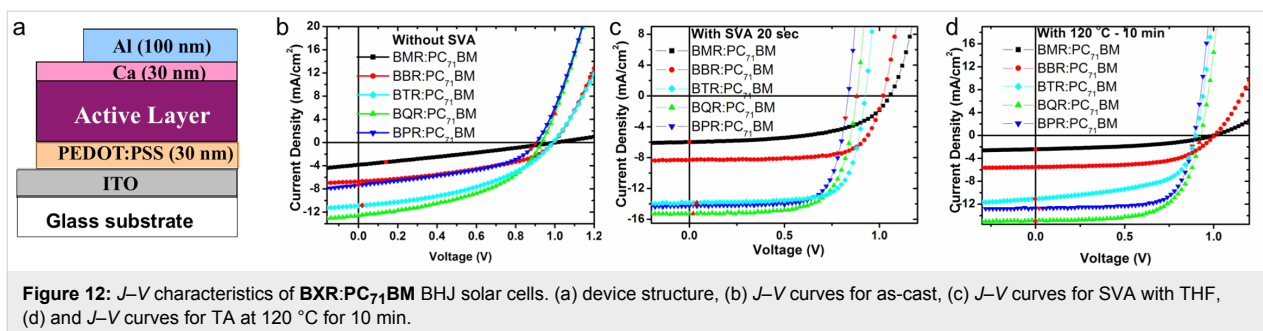 a
Al (100 nm)
Ca (30 nm)
Active Layer
PEDOT:PSS (30 nm)
ITO
Glass substrate
b
Current Density (mA/cm²)
20
16
12
8
4
0
-4
-8
-12
Without SVA
BMR:PC₇₁BM
BBR:PC₇₁BM
BTR:PC₇₁BM
BQR:PC₇₁BM
BPR:PC₇₁BM
0.0 0.2 0.4 0.6 0.8 1.0 1.2
Voltage (V)
c
Current Density (mA/cm²)
8
4
0
-4
-8
-12
-16
With SVA 20 sec
BMR:PC₇₁BM
BBR:PC₇₁BM
BTR:PC₇₁BM
BQR:PC₇₁BM
BPR:PC₇₁BM
0.0 0.5 1.0
Voltage (V)
d
Current Density (mA/cm²)
16
12
8
4
0
-4
-8
-12
With 120 °C - 10 min
BMR:PC₇₁BM
BBR:PC₇₁BM
BTR:PC₇₁BM
BQR:PC₇₁BM
BPR:PC₇₁BM
0.0 0.5 1.0
Voltage (V)
Figure 12: J–V characteristics of BXR:PC₇₁BM BHJ solar cells. (a) device structure, (b) J–V curves for as-cast, (c) J–V curves for SVA with THF,
(d) and J–V curves for TA at 120 °C for 10 min.